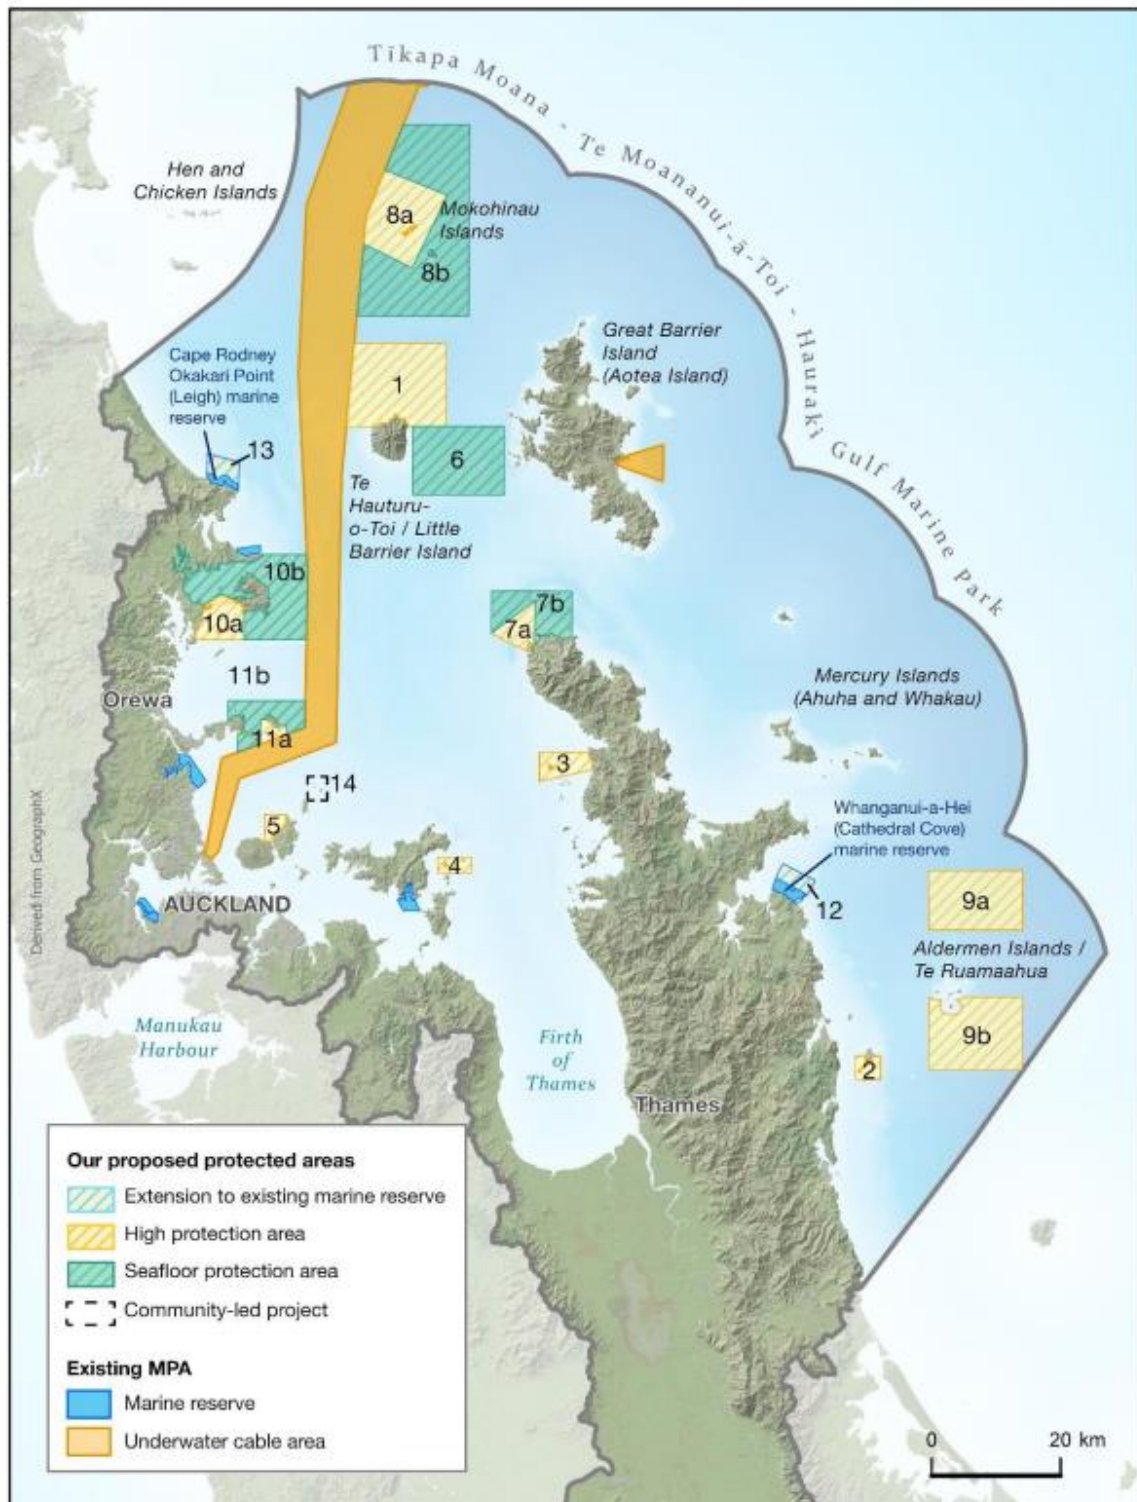 Tīkapa Moana - Te Moananui-ā-Toi - Hauraki Gulf Marine Park
Hen and
Chicken Islands
8a
Mokohinau
Islands
8b
Great Barrier
Island
(Aotea Island)
Cape Rodney
Okakari Point
(Leigh) marine
reserve
1
13
6
Te
Hauturu-
o-Toi / Little
Barrier Island
10b
10a
7b
7a
11b
Orewa
Mercury Islands
(Ahuha and Whakau)
11a
3
14
Whanganui-a-Hei
(Cathedral Cove)
marine reserve
5
4
12
9a
AUCKLAND
Derived from GeographX
Aldermen Islands /
Te Ruamaahua
Manukau
Harbour
Firth
of
Thames
9b
2
Thames
Our proposed protected areas
Extension to existing marine reserve
High protection area
Seafloor protection area
Community-led project
Existing MPA
Marine reserve
Underwater cable area
0 20 km